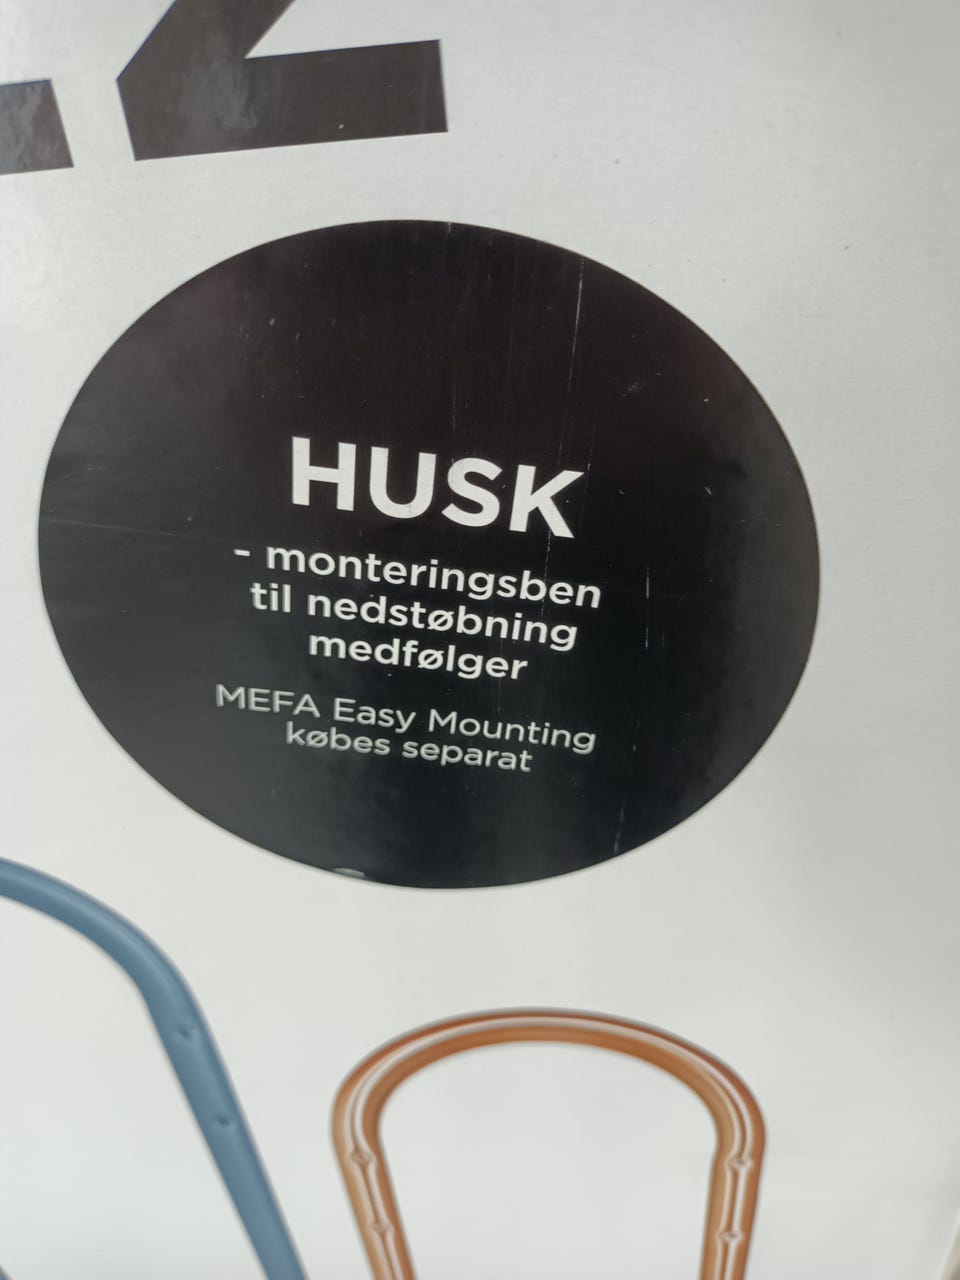 HUSK
- monteringsben
til nedstøbning
medfølger
MEFA Easy Mounting
købes separat